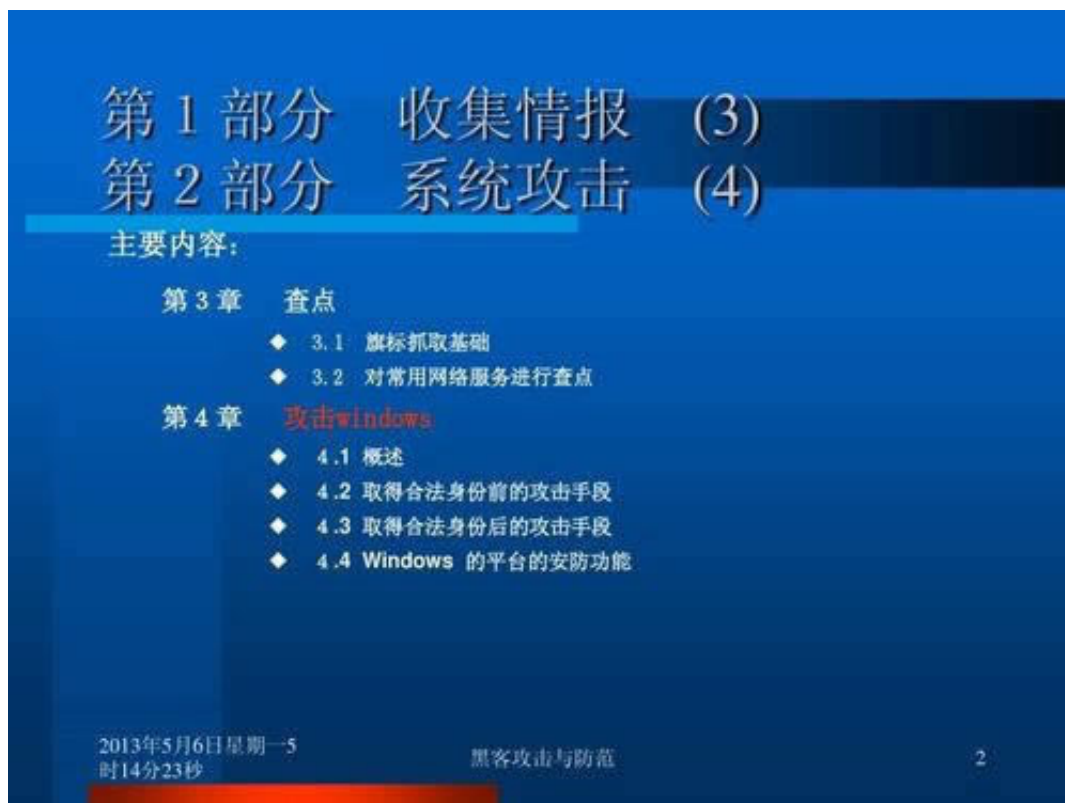 第 1 部分　收集情报　(3)
第 2 部分　系统攻击　(4)
主要内容：
第 3 章　查点
◆ 3.1 旗标抓取基础
◆ 3.2 对常用网络服务进行查点
第 4 章　攻击windows
◆ 4.1 概述
◆ 4.2 取得合法身份前的攻击手段
◆ 4.3 取得合法身份后的攻击手段
◆ 4.4 Windows 的平台的安防功能
2013年5月6日星期一5
时14分23秒
黑客攻击与防范
2